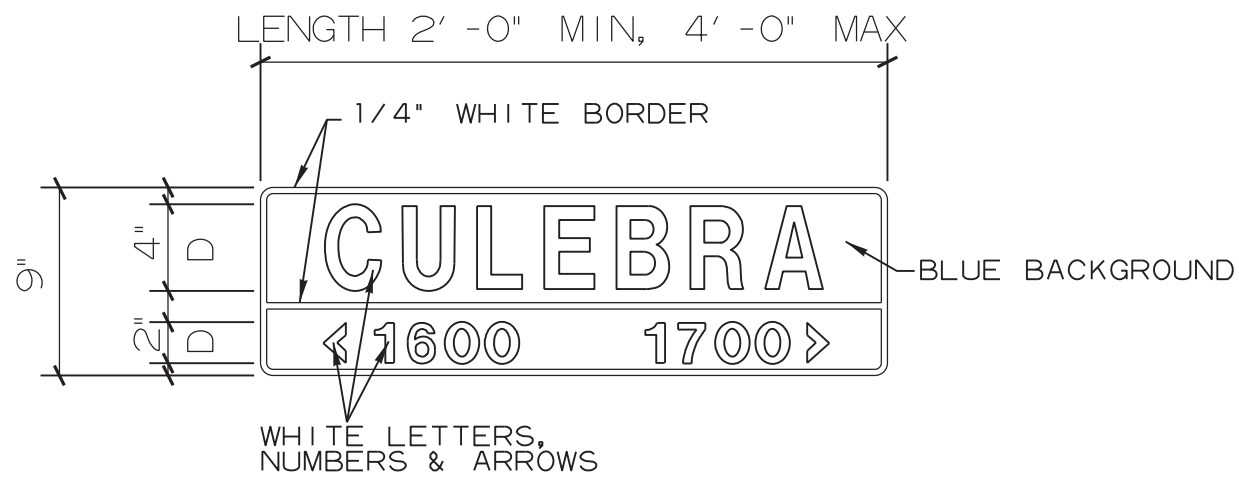 LENGTH 2'-0" MIN, 4'-0" MAX
1/4" WHITE BORDER
9"
4"
D
2"
D
CULEBRA
<1600 1700>
BLUE BACKGROUND
WHITE LETTERS,
NUMBERS & ARROWS